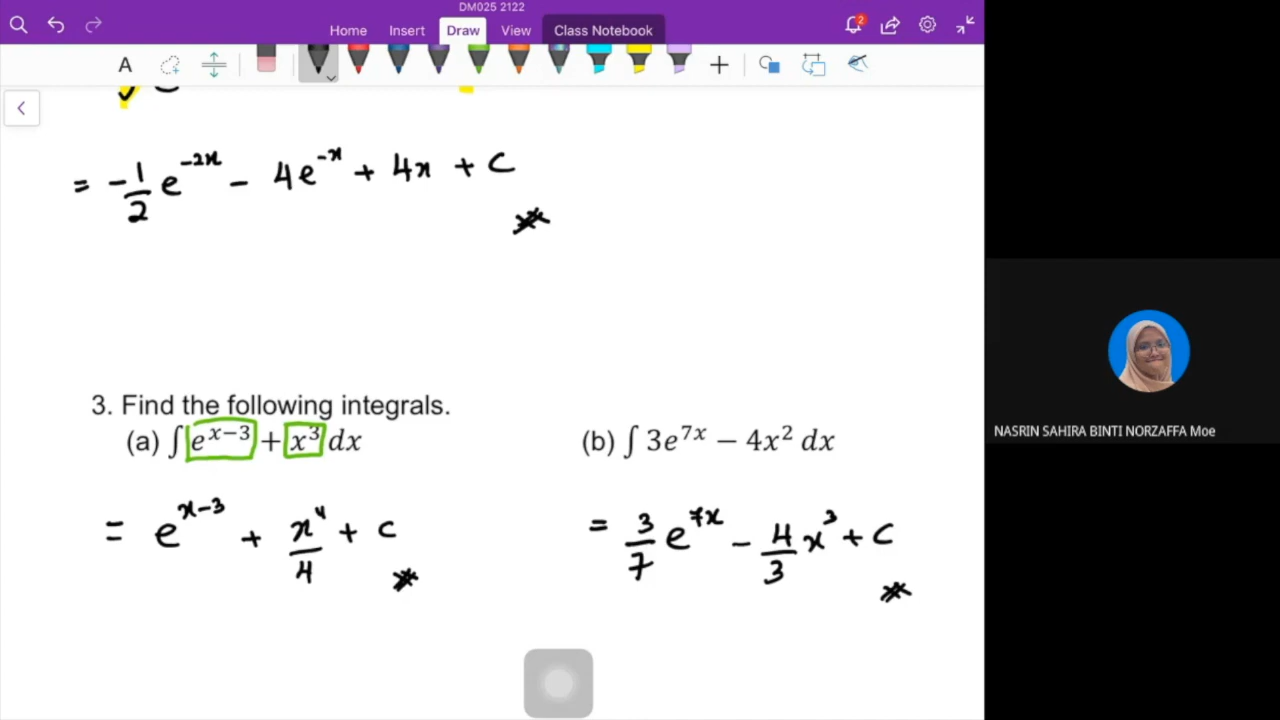 DM025 2122
Home Insert Draw View Class Notebook
2
A
= -1/2 e^{-2x} - 4e^{-x} + 4x + c
3. Find the following integrals.
(a) ∫ e^{x-3} + x^3 dx (b) ∫ 3e^{7x} - 4x^2 dx
= e^{x-3} + x^4/4 + c = 3/7 e^{7x} - 4/3 x^3 + c
NASRIN SAHIRA BINTI NORZAFFA Moe